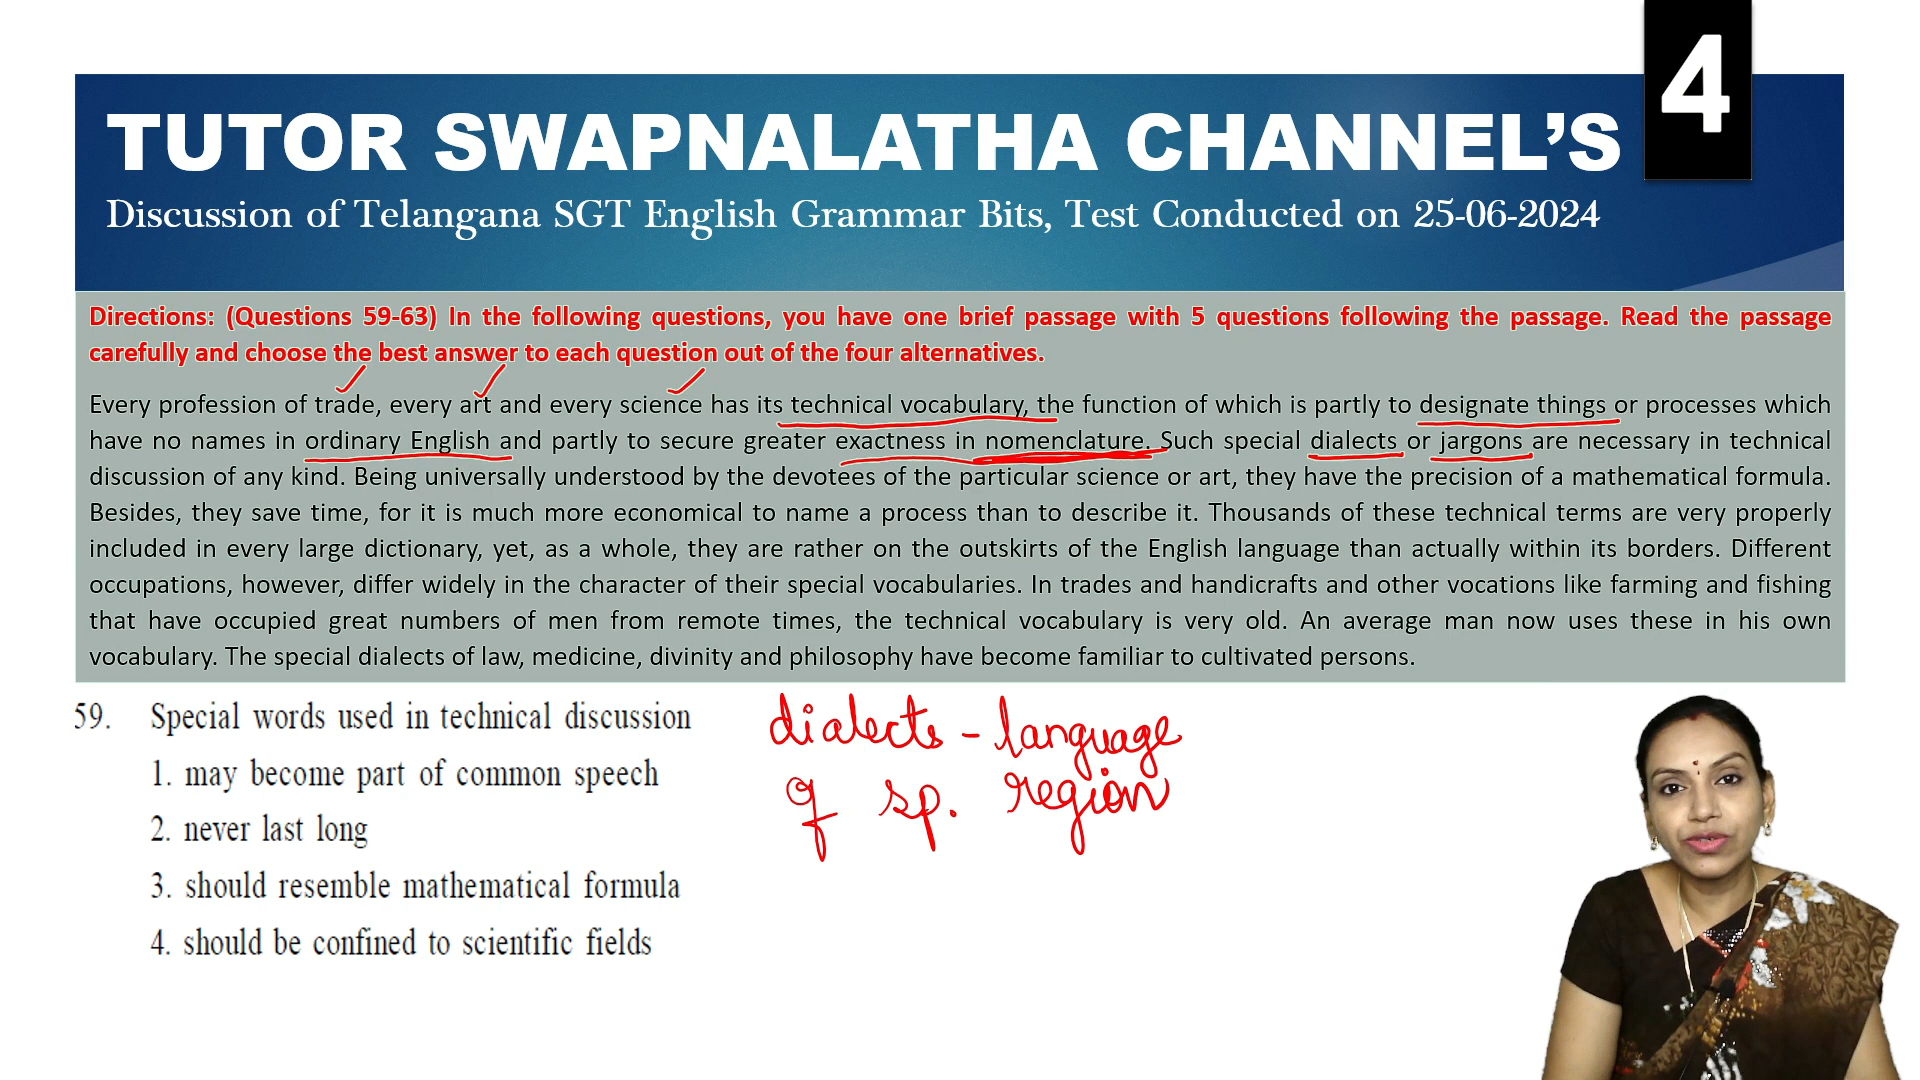 4
TUTOR SWAPNALATHA CHANNEL’S
Discussion of Telangana SGT English Grammar Bits, Test Conducted on 25-06-2024
Directions: (Questions 59-63) In the following questions, you have one brief passage with 5 questions following the passage. Read the passage
carefully and choose the best answer to each question out of the four alternatives.
Every profession of trade, every art and every science has its technical vocabulary, the function of which is partly to designate things or processes which
have no names in ordinary English and partly to secure greater exactness in nomenclature. Such special dialects or jargons are necessary in technical
discussion of any kind. Being universally understood by the devotees of the particular science or art, they have the precision of a mathematical formula.
Besides, they save time, for it is much more economical to name a process than to describe it. Thousands of these technical terms are very properly
included in every large dictionary, yet, as a whole, they are rather on the outskirts of the English language than actually within its borders. Different
occupations, however, differ widely in the character of their special vocabularies. In trades and handicrafts and other vocations like farming and fishing
that have occupied great numbers of men from remote times, the technical vocabulary is very old. An average man now uses these in his own
vocabulary. The special dialects of law, medicine, divinity and philosophy have become familiar to cultivated persons.
59. Special words used in technical discussion
1. may become part of common speech
2. never last long
3. should resemble mathematical formula
4. should be confined to scientific fields
dialects - language
of sp. region